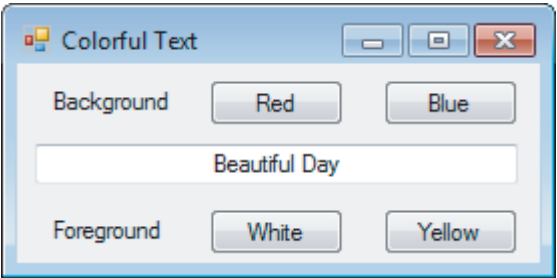 Colorful Text
Background Red Blue
Beautiful Day
Foreground White Yellow